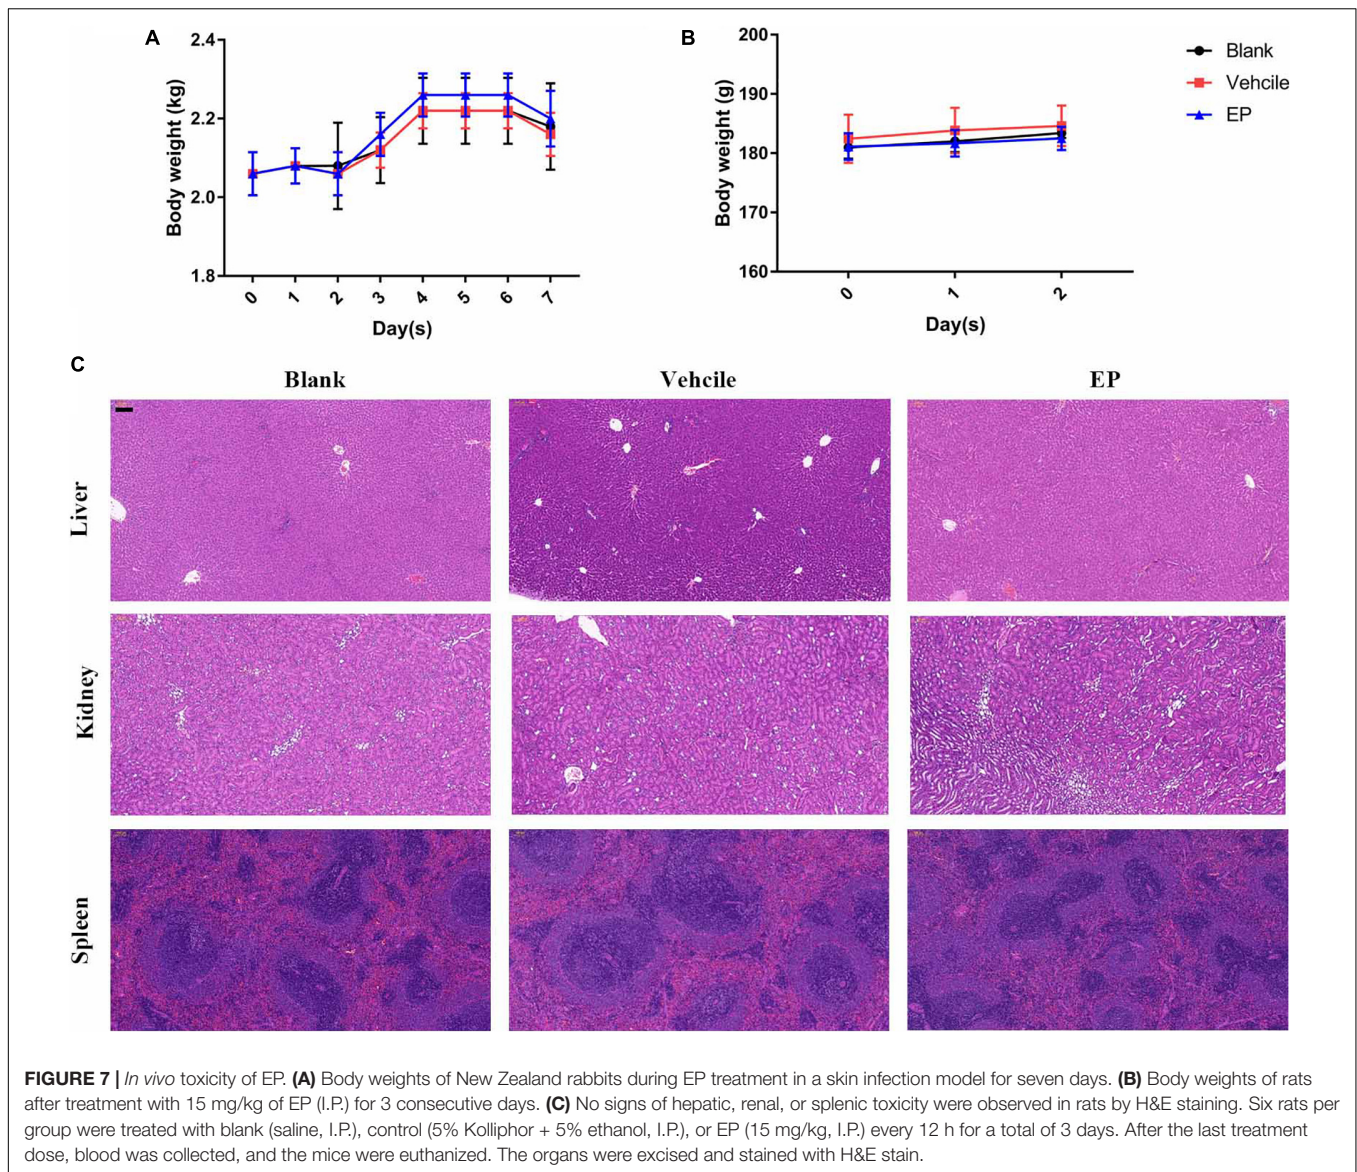 A
2.4
2.2
2.0
1.8
Body weight (kg)
0 1 2 3 4 5 6 7
Day(s)
B
200
190
180
170
160
Body weight (g)
0 1 2
Day(s)
Blank
Vehcile
EP
C
Blank Vehcile EP
Liver
Kidney
Spleen
FIGURE 7 | In vivo toxicity of EP. (A) Body weights of New Zealand rabbits during EP treatment in a skin infection model for seven days. (B) Body weights of rats
after treatment with 15 mg/kg of EP (I.P.) for 3 consecutive days. (C) No signs of hepatic, renal, or splenic toxicity were observed in rats by H&E staining. Six rats per
group were treated with blank (saline, I.P.), control (5% Kolliphor + 5% ethanol, I.P.), or EP (15 mg/kg, I.P.) every 12 h for a total of 3 days. After the last treatment
dose, blood was collected, and the mice were euthanized. The organs were excised and stained with H&E stain.